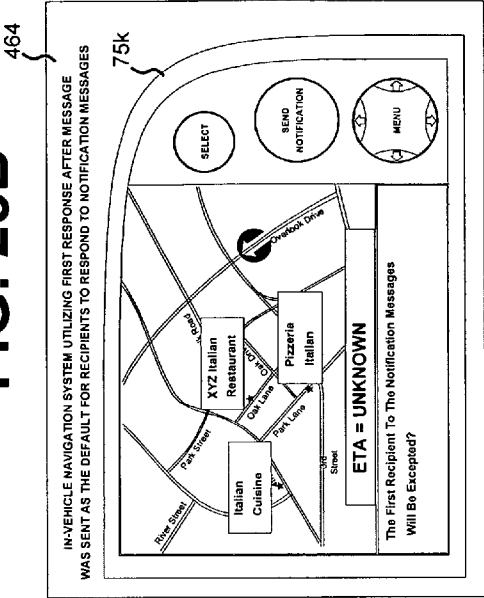 464
IN-VEHICLE NAVIGATION SYSTEM UTILIZING FIRST RESPONSE AFTER MESSAGE
WAS SENT AS THE DEFAULT FOR RECIPIENTS TO RESPOND TO NOTIFICATION MESSAGES
75k
River Street
Park Street
Road
XYZ Italian
Restaurant
Oak Drive
Overlook Drive
Italian
Cuisine
Oak Lane
Park Lane
Pizzeria
Italian
3rd
Street
ETA = UNKNOWN
The First Recipient To The Notification Messages
Will Be Excepted?
SELECT
SEND
NOTIFICATION
MENU